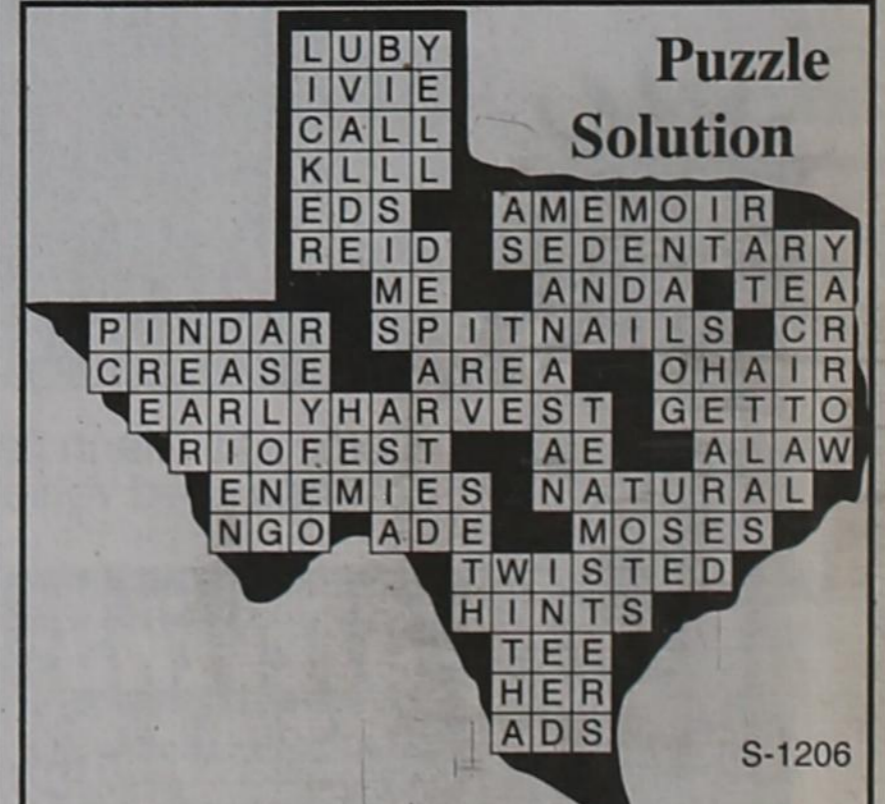 Puzzle
Solution
LUBY
IVIE
CALL
KLLL
EDS AMEMOIR
REID SEDENTARY
ME ANDA TEA
PINDAR SPITNAILS CR
CREASE AREA OHAIR
EARLYHARVEST GETTO
RIOFEST AE ALAW
ENEMIES NATURAL
NGO ADE MOSES
TWISTED
HINTS
TEE
HER
ADS
S-1206